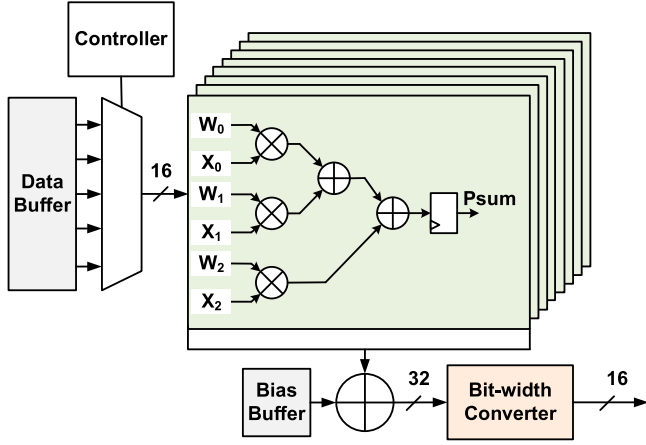 Controller
Data
Buffer
16
W₀
X₀
W₁
X₁
W₂
X₂
Psum
Bias
Buffer
32
Bit-width
Converter
16